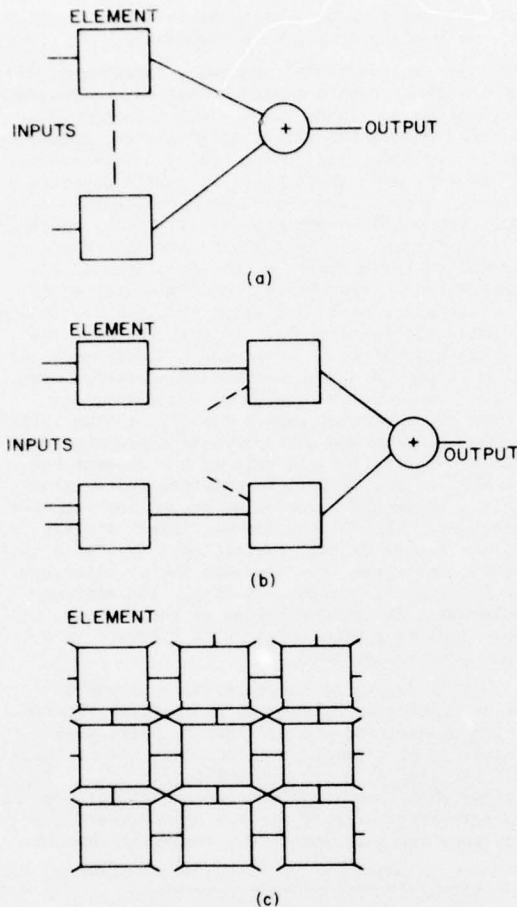 ELEMENT
INPUTS
+
OUTPUT
(a)
ELEMENT
INPUTS
+
OUTPUT
(b)
ELEMENT
(c)